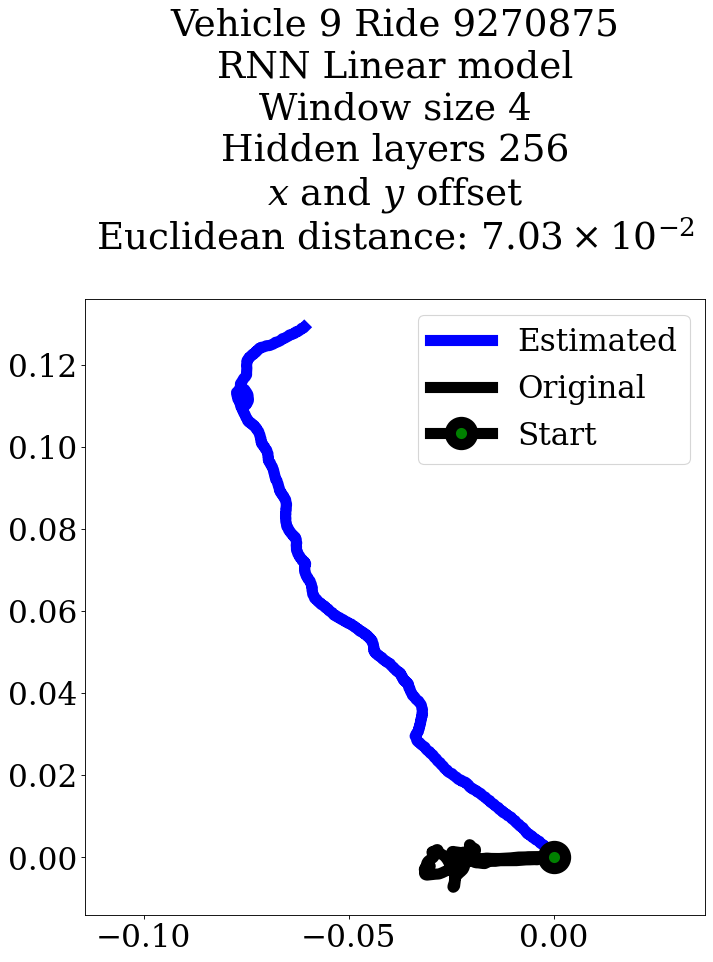 Vehicle 9 Ride 9270875
RNN Linear model
Window size 4
Hidden layers 256
x and y offset
Euclidean distance: 7.03 × 10⁻²
Estimated
Original
Start
0.12
0.10
0.08
0.06
0.04
0.02
0.00
−0.10
−0.05
0.00